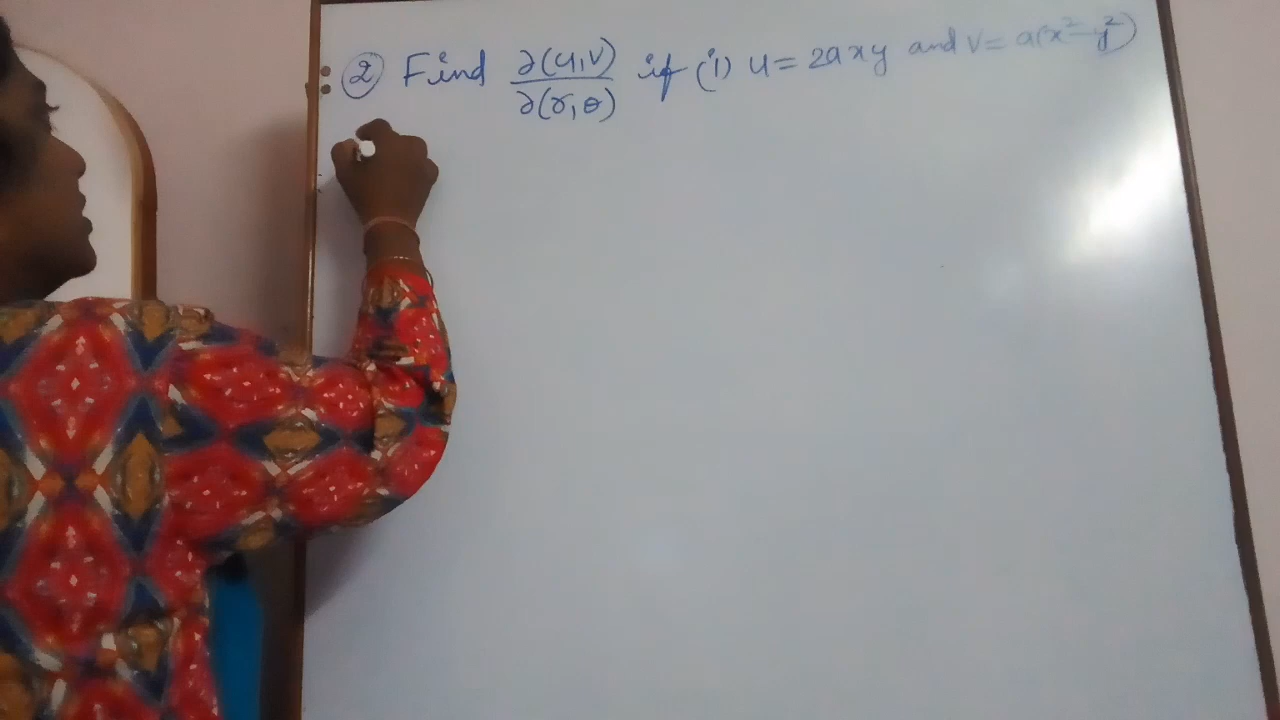 ② Find ∂(u,v)/∂(r,θ) if (i) u = 2axy and v = a(x²-y²)